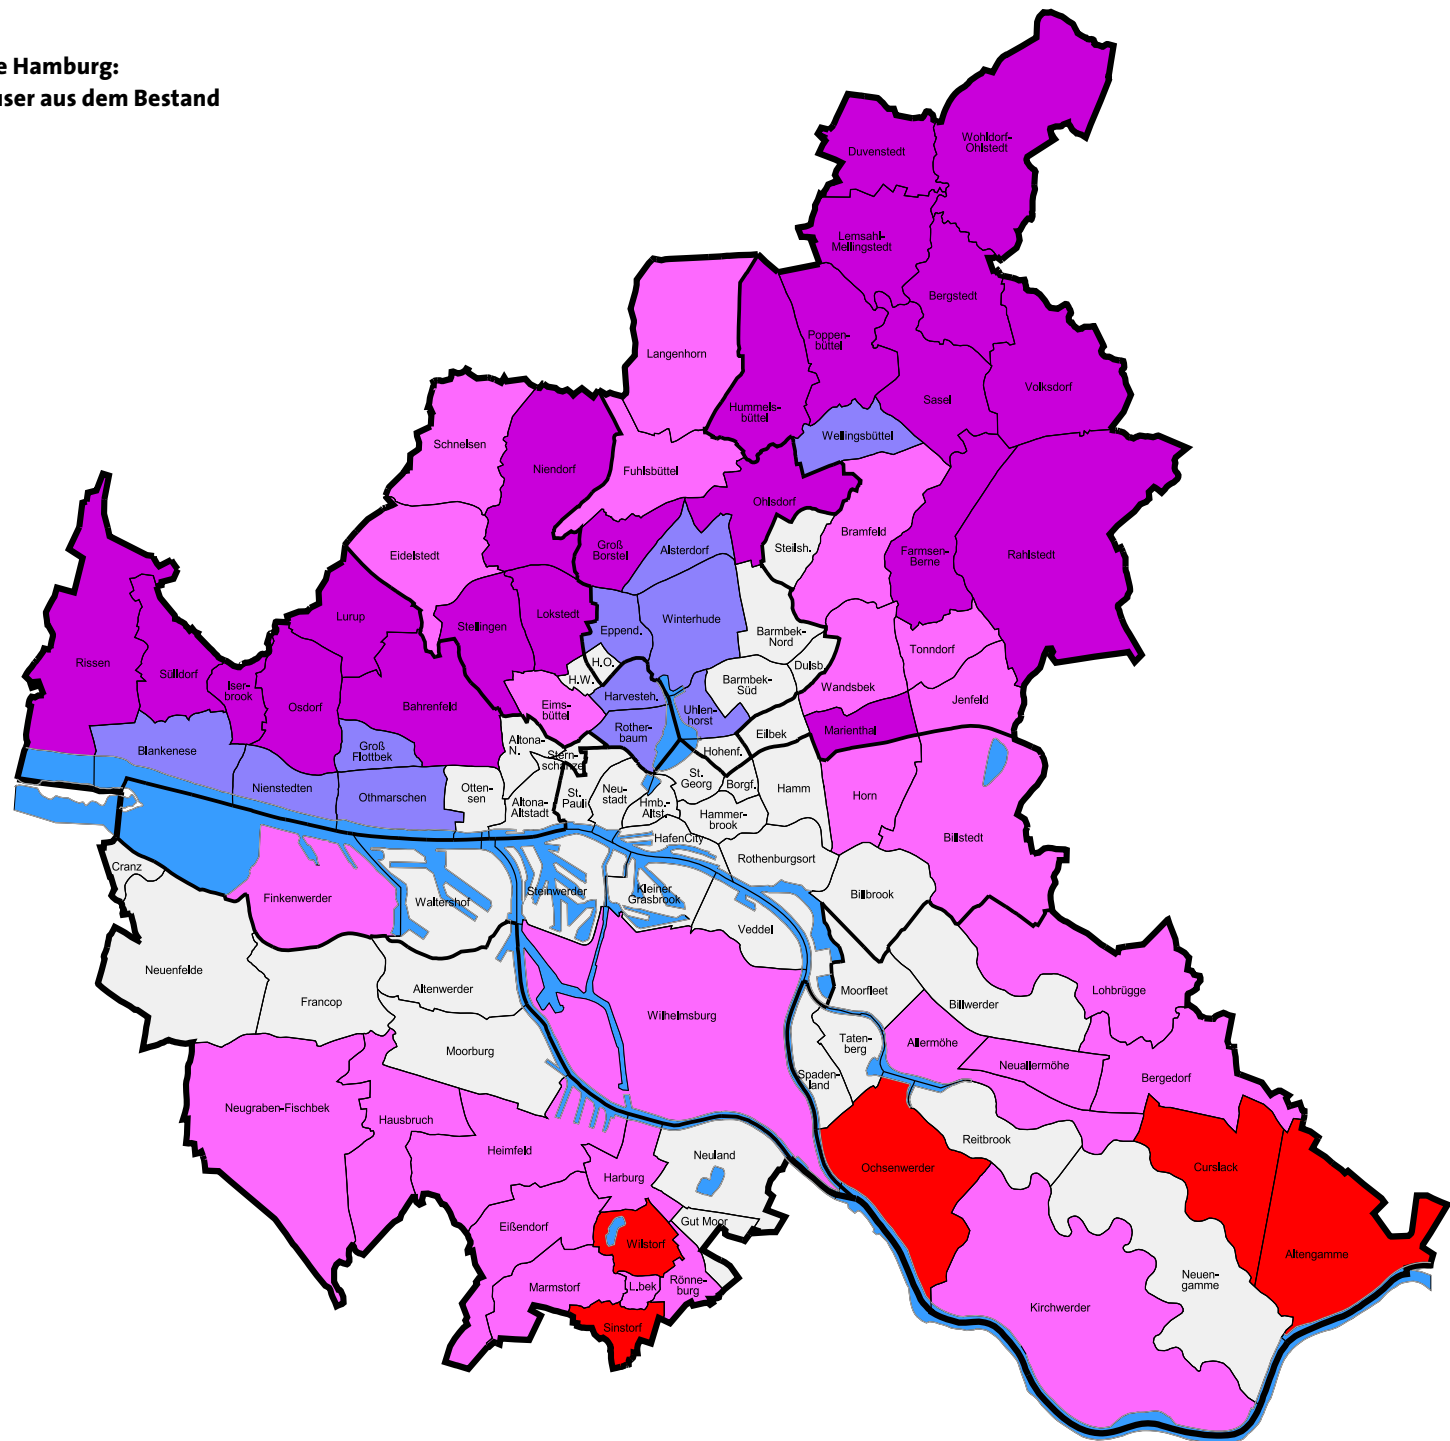 e Hamburg:
user aus dem Bestand
Duvenstedt
Wohldorf-
Ohlstedt
Lemsahl-
Mellingstedt
Bergstedt
Poppen-
büttel
Langenhorn
Hummels-
büttel
Sasel
Volksdorf
Wellingsbüttel
Schnelsen
Niendorf
Fuhlsbüttel
Ohlsdorf
Bramfeld
Eidelstedt
Groß
Borstel
Alsterdorf
Steilsh.
Farmsen-
Berne
Rahlstedt
Lurup
Stellingen
Lokstedt
Eppend.
Winterhude
Barmbek-
Nord
Tonndorf
Rissen
Sülldorf
Iser-
brook
Osdorf
Bahrenfeld
H.O.
H.W.
Dulsb.
Barmbek-
Süd
Wandsbek
Jenfeld
Eims-
büttel
Harvesteh.
Rother-
baum
Uhlen-
horst
Eilbek
Marienthal
Blankenese
Groß
Flottbek
Altona-
N.
Stern-
schanze
Hohenf.
Nienstedten
Othmarschen
Otten-
sen
Altona-
Altstadt
St.
Pauli
Neu-
stadt
Hmb.-
Altst.
St.
Georg
Borgf.
Hamm
Horn
Billstedt
Hammer-
brook
HafenCity
Rothenburgsort
Cranz
Finkenwerder
Waltershof
Steinwerder
Kleiner
Grasbrook
Billbrook
Veddel
Neuenfelde
Francop
Altenwerder
Moorfleet
Billwerder
Lohbrügge
Wilhelmsburg
Moorburg
Taten-
berg
Allermöhe
Neuallermöhe
Bergedorf
Spaden-
land
Neugraben-Fischbek
Hausbruch
Heimfeld
Neuland
Reitbrook
Harburg
Ochsenwerder
Curslack
Eißendorf
Gut Moor
Wilstorf
Altengamme
Marmstorf
L.bek
Rönne-
burg
Neuen-
gamme
Kirchwerder
Sinstorf